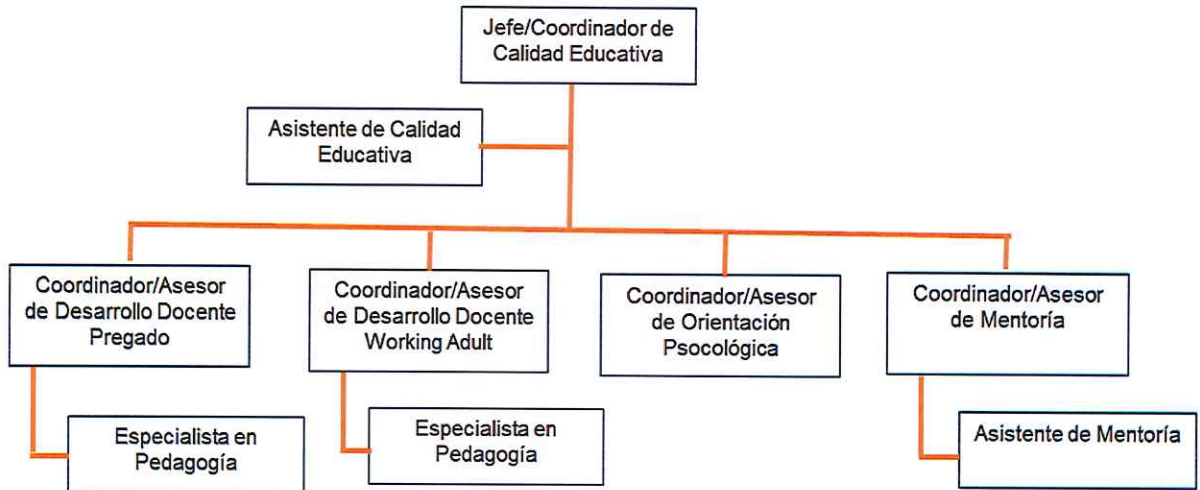 Jefe/Coordinador de
Calidad Educativa
Asistente de Calidad
Educativa
Coordinador/Asesor
de Desarrollo Docente
Pregado
Coordinador/Asesor
de Desarrollo Docente
Working Adult
Coordinador/Asesor
de Orientación
Psocológica
Coordinador/Asesor
de Mentoría
Especialista en
Pedagogía
Especialista en
Pedagogía
Asistente de Mentoría